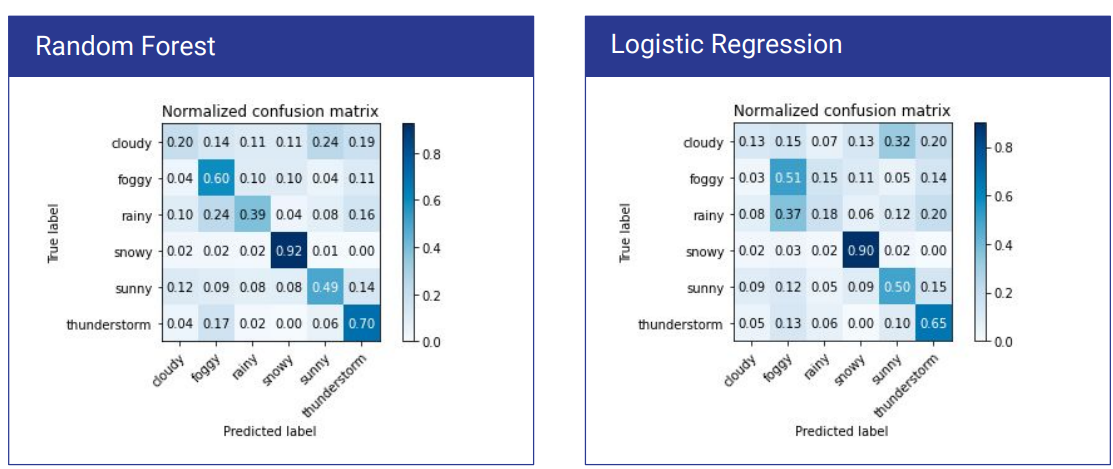 Random Forest
Normalized confusion matrix
cloudy 0.20 0.14 0.11 0.11 0.24 0.19
foggy 0.04 0.60 0.10 0.10 0.04 0.11
rainy 0.10 0.24 0.39 0.04 0.08 0.16
snowy 0.02 0.02 0.02 0.92 0.01 0.00
sunny 0.12 0.09 0.08 0.08 0.49 0.14
thunderstorm 0.04 0.17 0.02 0.00 0.06 0.70
True label
cloudy foggy rainy snowy sunny thunderstorm
Predicted label
0.8
0.6
0.4
0.2
0.0
Logistic Regression
Normalized confusion matrix
cloudy 0.13 0.15 0.07 0.13 0.32 0.20
foggy 0.03 0.51 0.15 0.11 0.05 0.14
rainy 0.08 0.37 0.18 0.06 0.12 0.20
snowy 0.02 0.03 0.02 0.90 0.02 0.00
sunny 0.09 0.12 0.05 0.09 0.50 0.15
thunderstorm 0.05 0.13 0.06 0.00 0.10 0.65
True label
cloudy foggy rainy snowy sunny thunderstorm
Predicted label
0.8
0.6
0.4
0.2
0.0